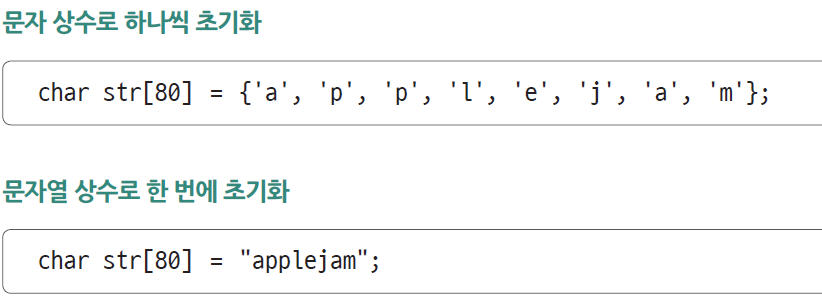 문자 상수로 하나씩 초기화
char str[80] = {'a', 'p', 'p', 'l', 'e', 'j', 'a', 'm'};
문자열 상수로 한 번에 초기화
char str[80] = "applejam";